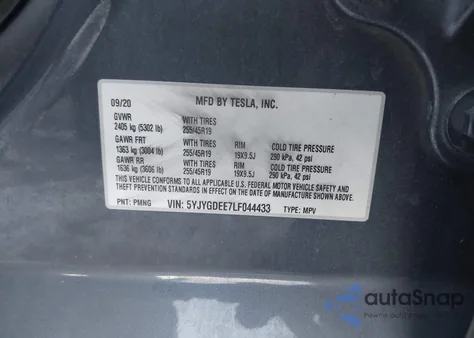 09/20 MFD BY TESLA, INC.
GVWR WITH TIRES
2405 kg (5302 lb) 255/45R19
GAWR FRT WITH TIRES RIM COLD TIRE PRESSURE
1363 kg (3004 lb) 255/45R19 19X9.5J 290 kPa, 42 psi
GAWR RR WITH TIRES RIM COLD TIRE PRESSURE
1636 kg (3606 lb) 255/45R19 19X9.5J 290 kPa, 42 psi
THIS VEHICLE CONFORMS TO ALL APPLICABLE U.S. FEDERAL MOTOR VEHICLE SAFETY AND
THEFT PREVENTION STANDARDS IN EFFECT ON THE DATE OF MANUFACTURE SHOWN ABOVE.
PNT: PMNG VIN: 5YJYGDEE7LF044433 TYPE: MPV
autoSnap